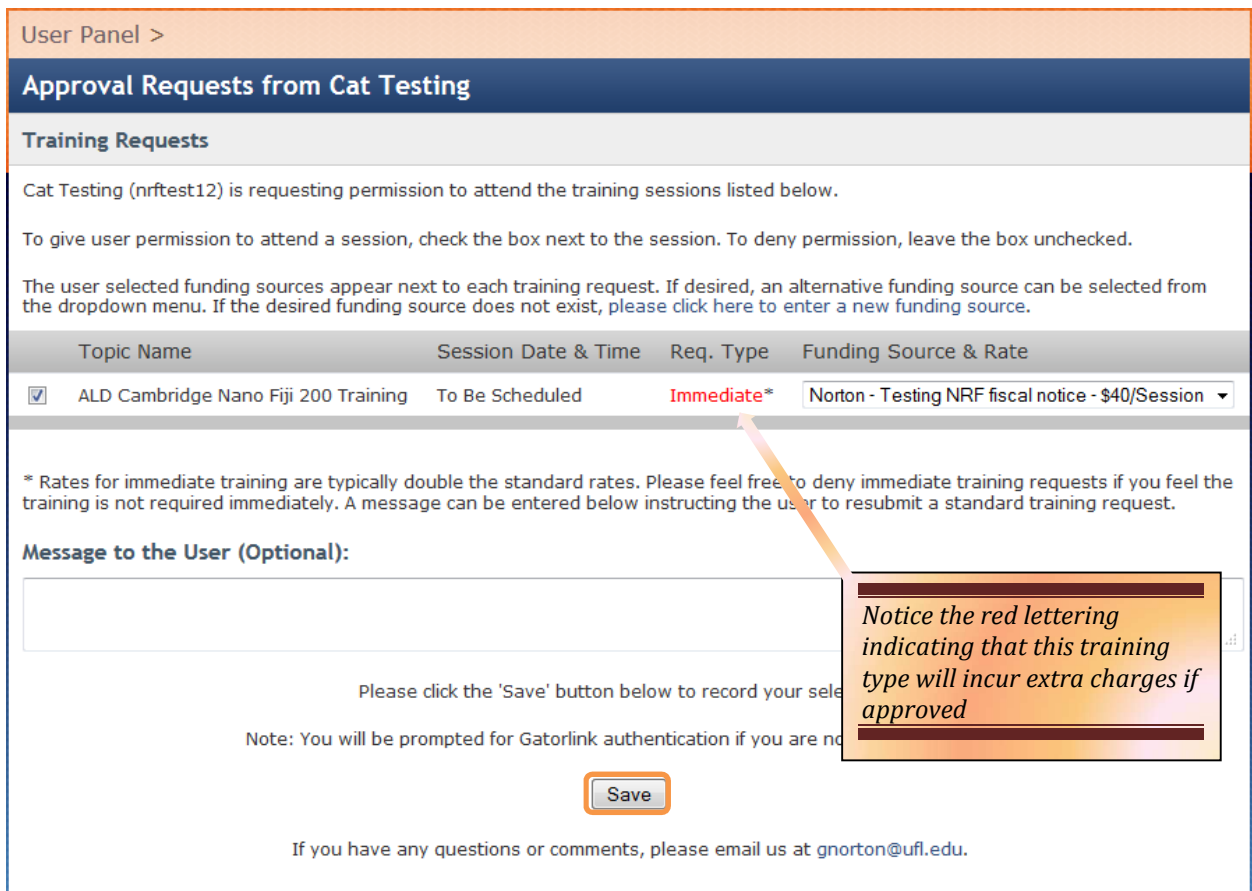 User Panel >
Approval Requests from Cat Testing
Training Requests
Cat Testing (nrftest12) is requesting permission to attend the training sessions listed below.
To give user permission to attend a session, check the box next to the session. To deny permission, leave the box unchecked.
The user selected funding sources appear next to each training request. If desired, an alternative funding source can be selected from
the dropdown menu. If the desired funding source does not exist, please click here to enter a new funding source.
Topic Name Session Date & Time Req. Type Funding Source & Rate
ALD Cambridge Nano Fiji 200 Training To Be Scheduled Immediate* Norton - Testing NRF fiscal notice - $40/Session
* Rates for immediate training are typically double the standard rates. Please feel free to deny immediate training requests if you feel the
training is not required immediately. A message can be entered below instructing the user to resubmit a standard training request.
Message to the User (Optional):
Notice the red lettering
indicating that this training
type will incur extra charges if
approved
Please click the 'Save' button below to record your
Note: You will be prompted for Gatorlink authentication if you are
Save
If you have any questions or comments, please email us at gnorton@ufl.edu.